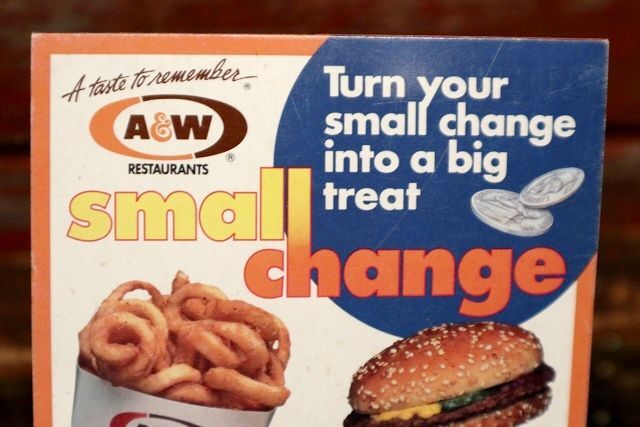 A taste to remember
®
A&W
®
RESTAURANTS
Turn your
small change
into a big
treat
small
change